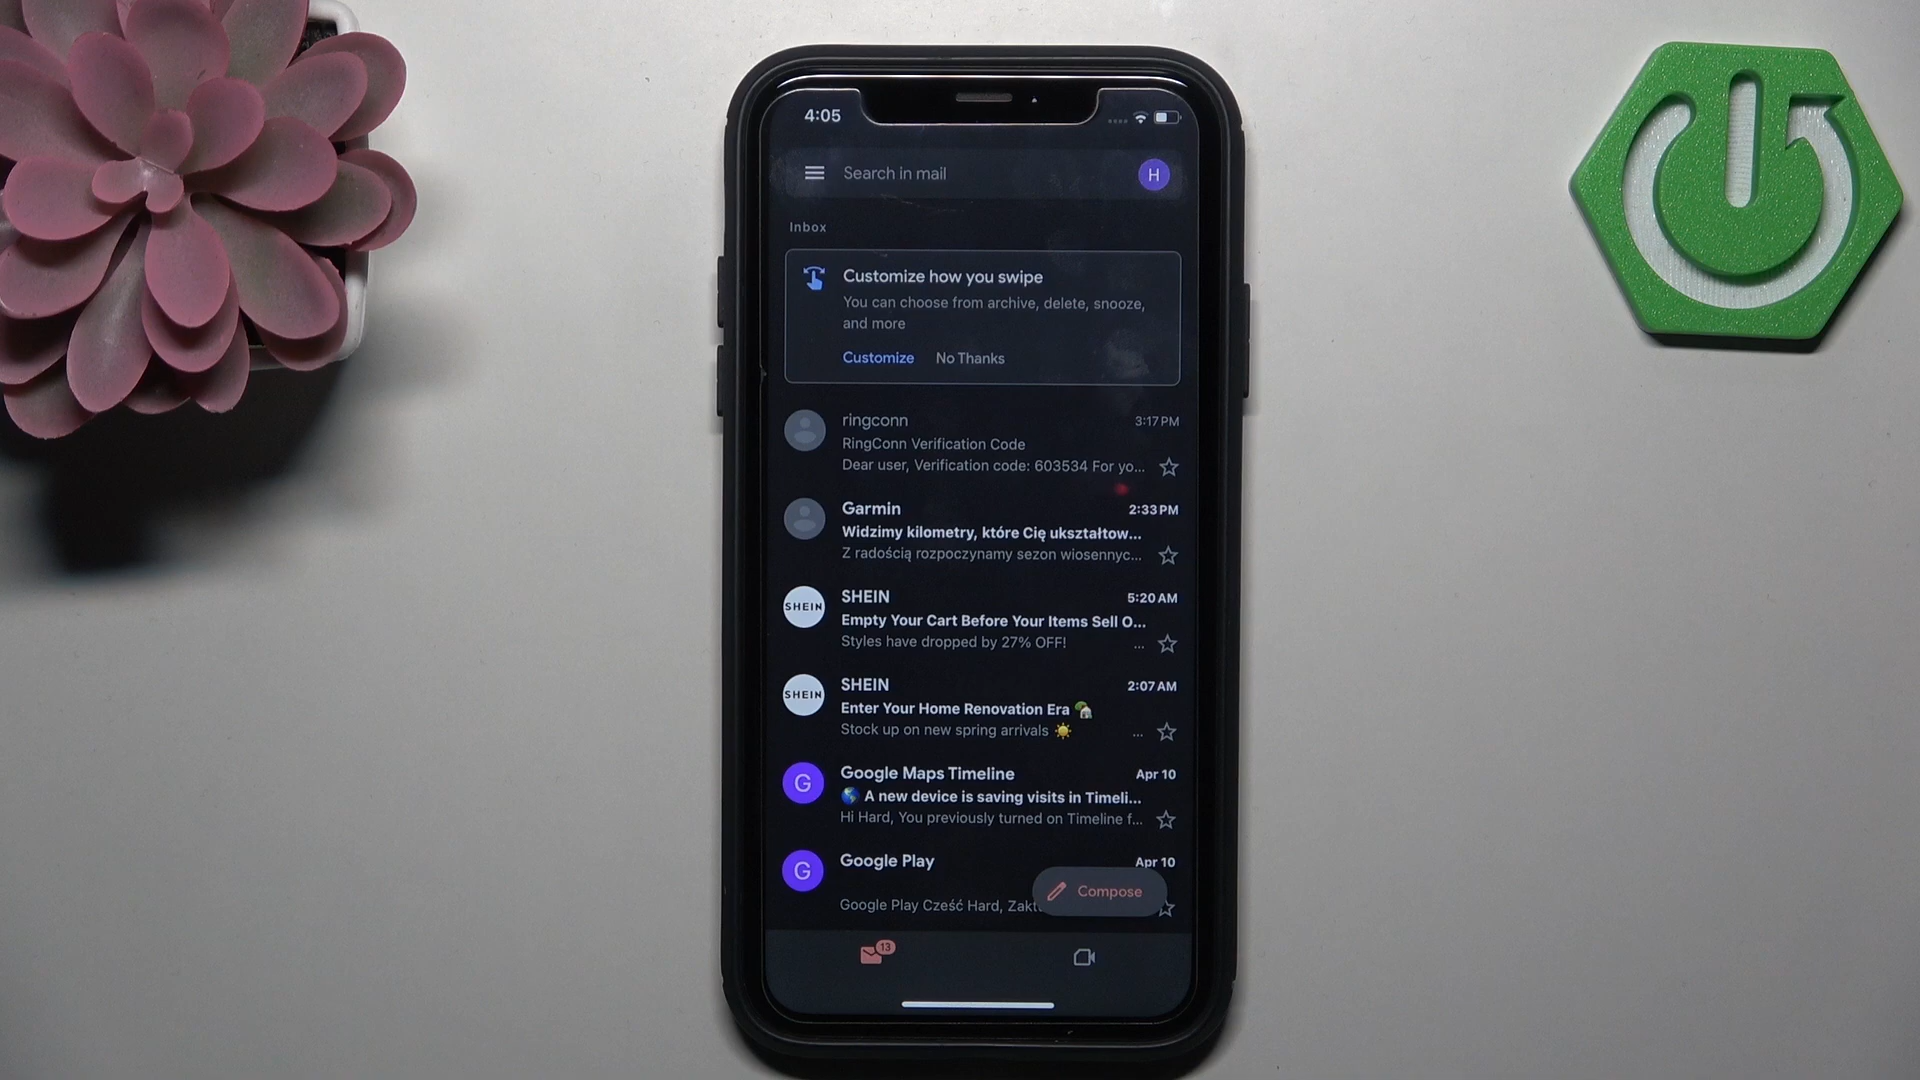 4:05
Search in mail
H
Inbox
Customize how you swipe
You can choose from archive, delete, snooze,
and more
Customize No Thanks
ringconn 3:17 PM
RingConn Verification Code
Dear user, Verification code: 603534 For yo...
Garmin 2:33 PM
Widzimy kilometry, które Cię ukształtow...
Z radością rozpoczynamy sezon wiosennyc...
SHEIN
SHEIN 5:20 AM
Empty Your Cart Before Your Items Sell O...
Styles have dropped by 27% OFF! ...
SHEIN
SHEIN 2:07 AM
Enter Your Home Renovation Era
Stock up on new spring arrivals ☀️ ...
G
Google Maps Timeline Apr 10
🌎 A new device is saving visits in Timeli...
Hi Hard, You previously turned on Timeline f...
G
Google Play Apr 10
Google Play Cześć Hard, Zakt
Compose
13